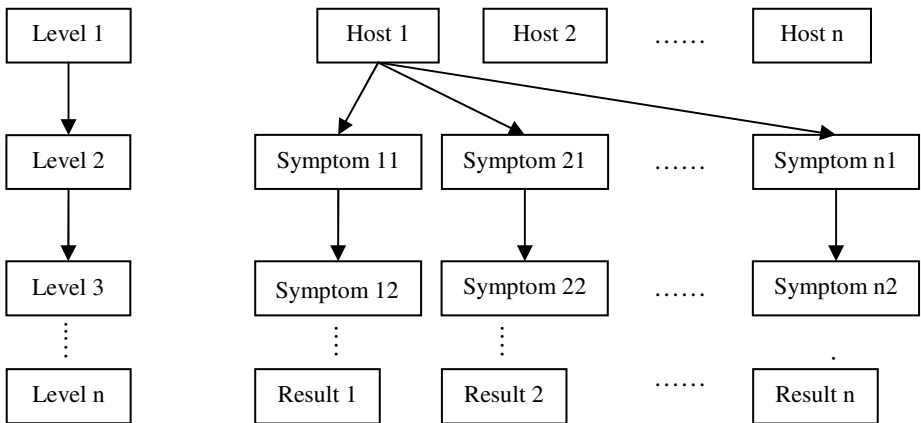 Level 1 Host 1 Host 2 …… Host n
Level 2 Symptom 11 Symptom 21 …… Symptom n1
Level 3 Symptom 12 Symptom 22 …… Symptom n2
Level n Result 1 Result 2 …… Result n